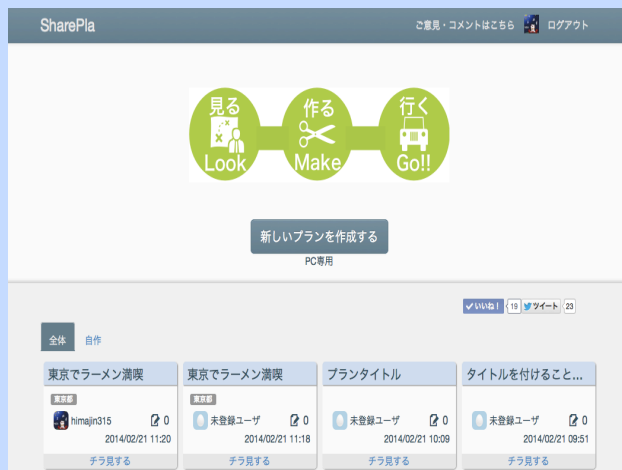 SharePla
ご意見・コメントはこちら ログアウト
見る 作る 行く
Look Make Go!!
新しいプランを作成する
PC専用
いいね! 19 ツイート 23
全体 自作
東京でラーメン満喫 東京でラーメン満喫 プランタイトル タイトルを付けること...
東京都 東京都
himajin315 0 未登録ユーザ 0 未登録ユーザ 0 未登録ユーザ 0
2014/02/21 11:20 2014/02/21 11:18 2014/02/21 10:09 2014/02/21 09:51
チラ見する チラ見する チラ見する チラ見する